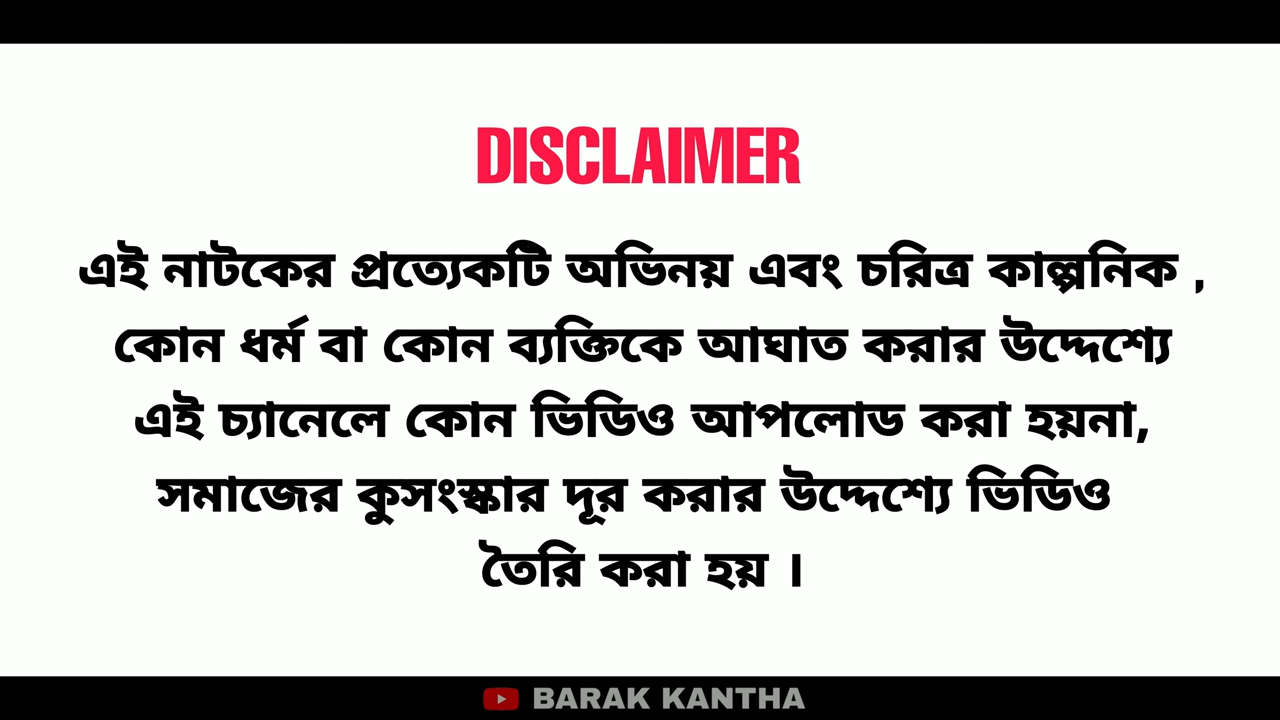 DISCLAIMER
এই নাটকের প্রত্যেকটি অভিনয় এবং চরিত্র কাল্পনিক ,
কোন ধর্ম বা কোন ব্যক্তিকে আঘাত করার উদ্দেশ্যে
এই চ্যানেলে কোন ভিডিও আপলোড করা হয়না,
সমাজের কুসংস্কার দূর করার উদ্দেশ্যে ভিডিও
তৈরি করা হয় ।
BARAK KANTHA